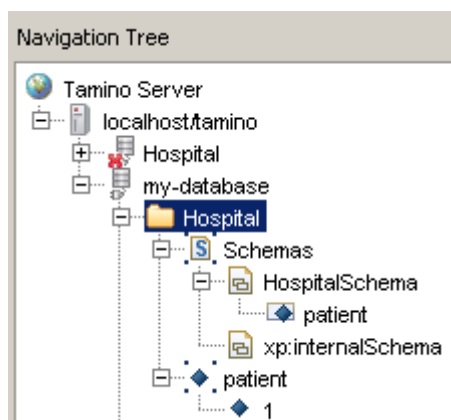 Navigation Tree
Tamino Server
localhost/tamino
Hospital
my-database
Hospital
S Schemas
HospitalSchema
patient
xp:internalSchema
patient
1